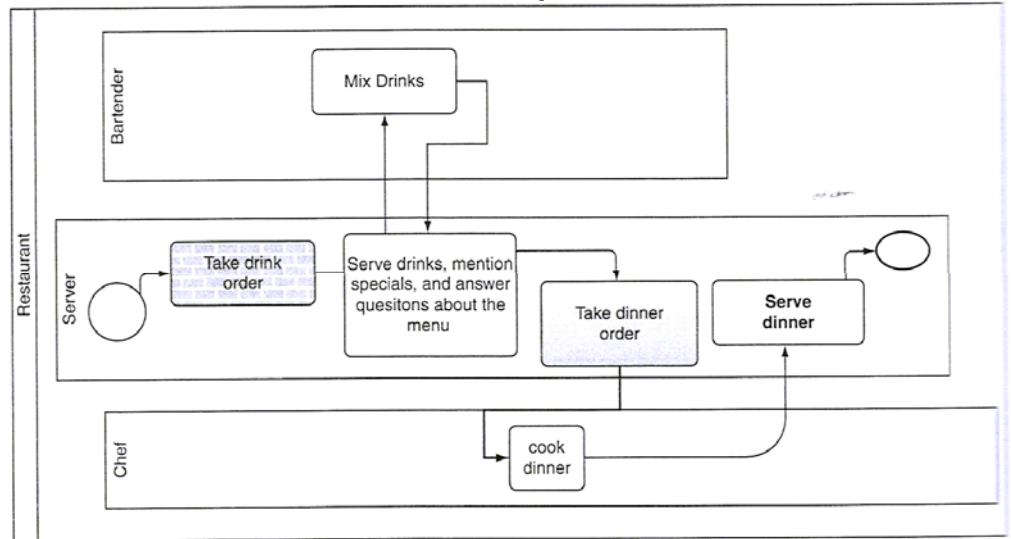 Restaurant
Bartender
Mix Drinks
Server
Take drink
order
Serve drinks, mention
specials, and answer
quesitons about the
menu
Take dinner
order
Serve
dinner
Chef
cook
dinner